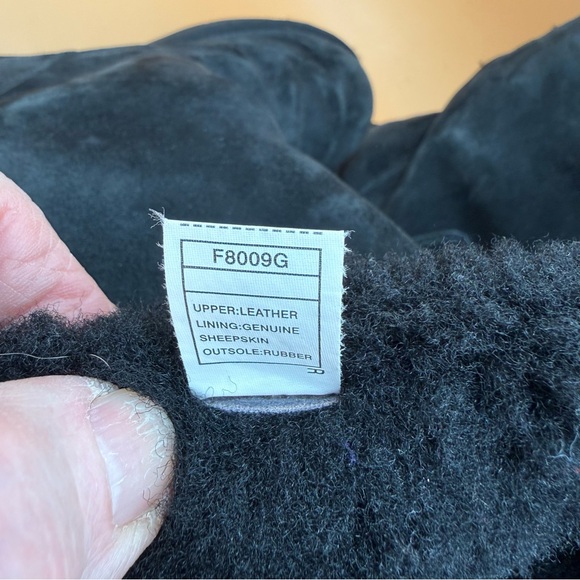 F8009G
UPPER:LEATHER
LINING:GENUINE
SHEEPSKIN
OUTSOLE:RUBBER
R